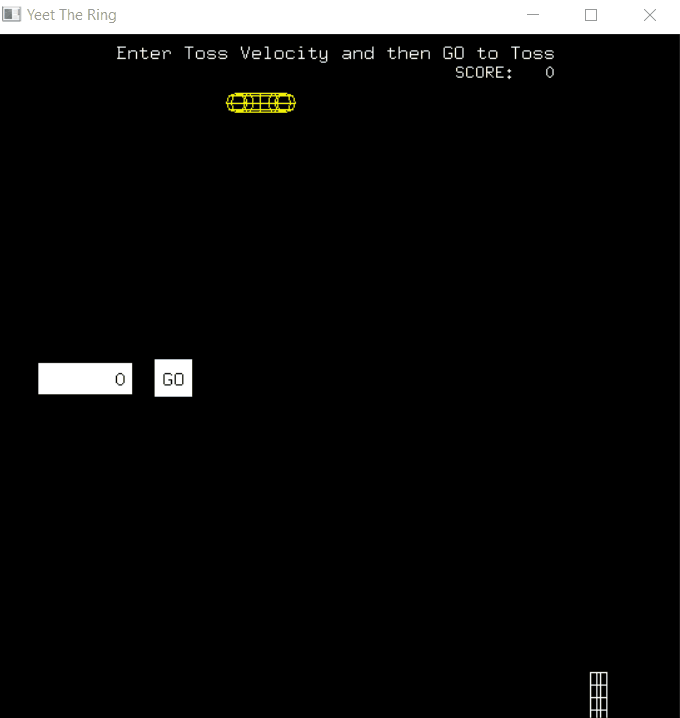 Yeet The Ring
Enter Toss Velocity and then GO to Toss
SCORE: 0
0 GO